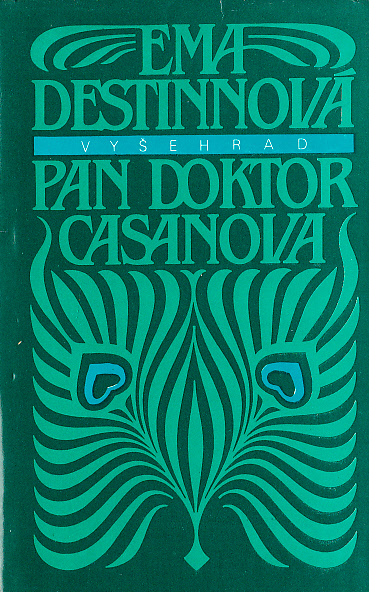 EMA
DESTINNOVÁ
VYŠEHRAD
PAN DOKTOR
CASANOVA